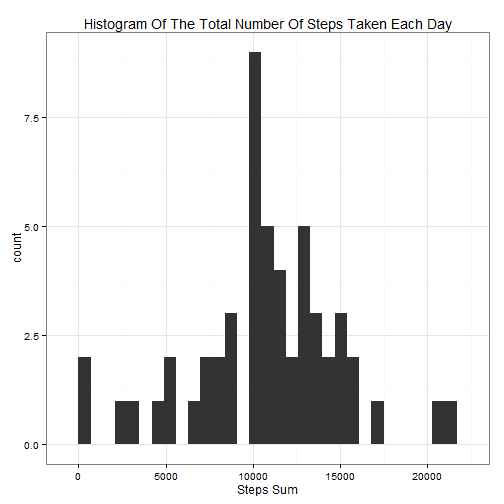 Histogram Of The Total Number Of Steps Taken Each Day
7.5
5.0
2.5
0.0
count
0 5000 10000 15000 20000
Steps Sum